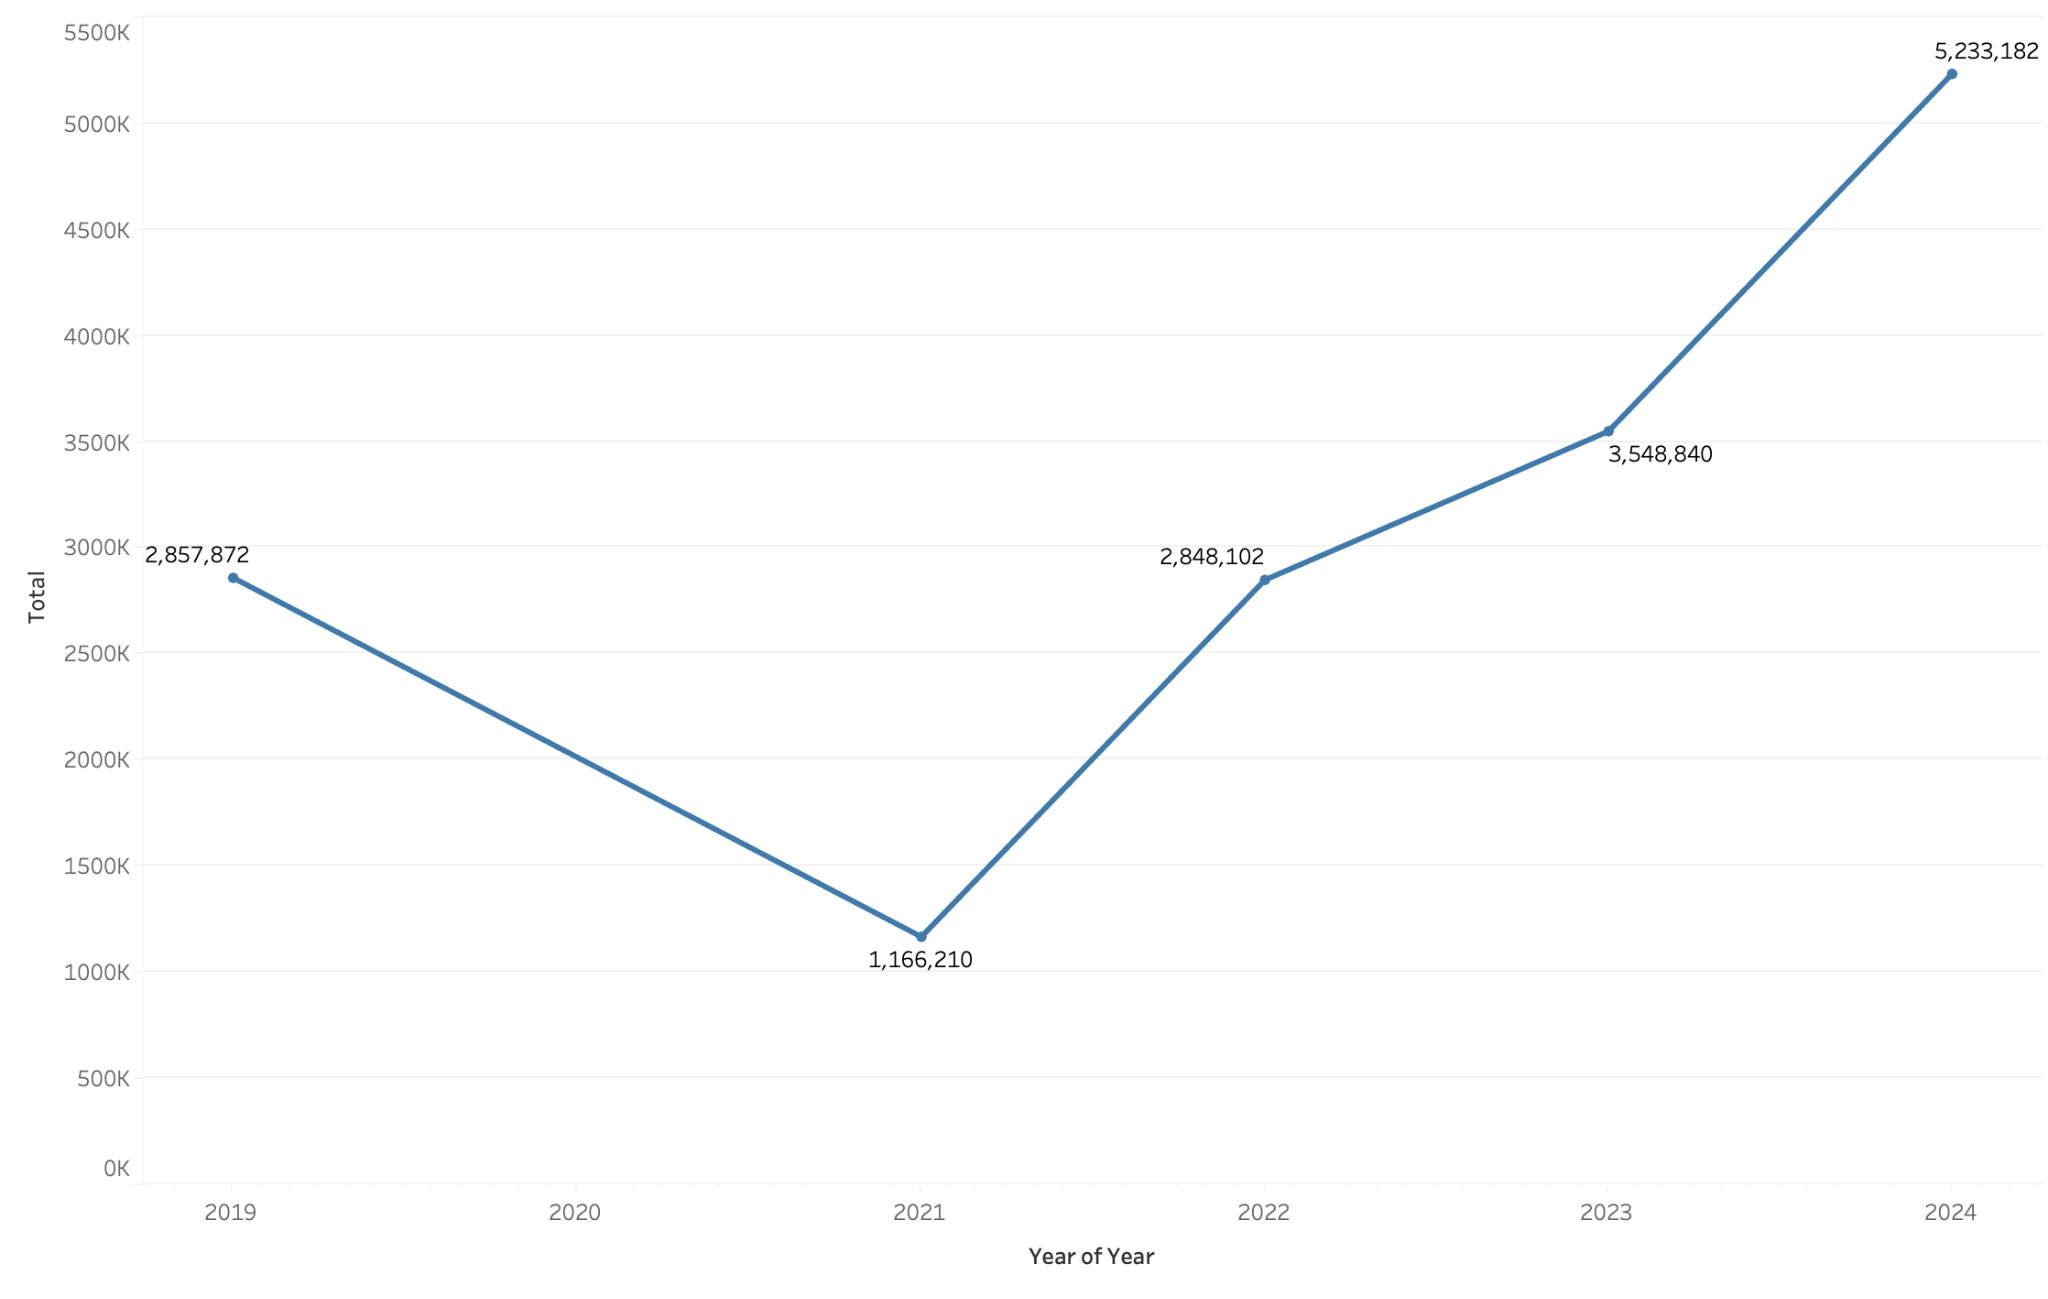 5500K
5,233,182
5000K
4500K
4000K
3500K
3,548,840
3000K
2,857,872
2,848,102
Total
2500K
2000K
1500K
1,166,210
1000K
500K
0K
2019 2020 2021 2022 2023 2024
Year of Year